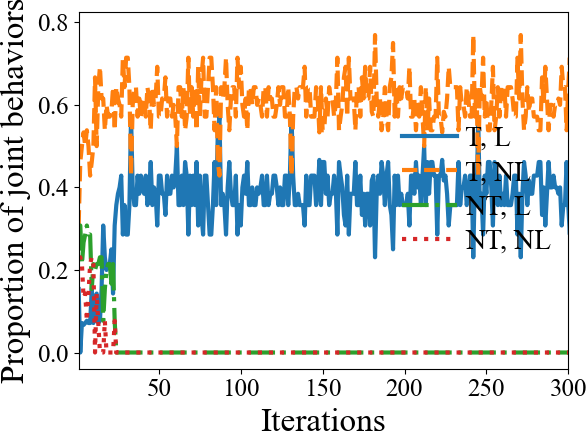 Proportion of joint behaviors
0.8
0.6
0.4
0.2
0.0
T, L
T, NL
NT, L
NT, NL
50
100
150
200
250
300
Iterations